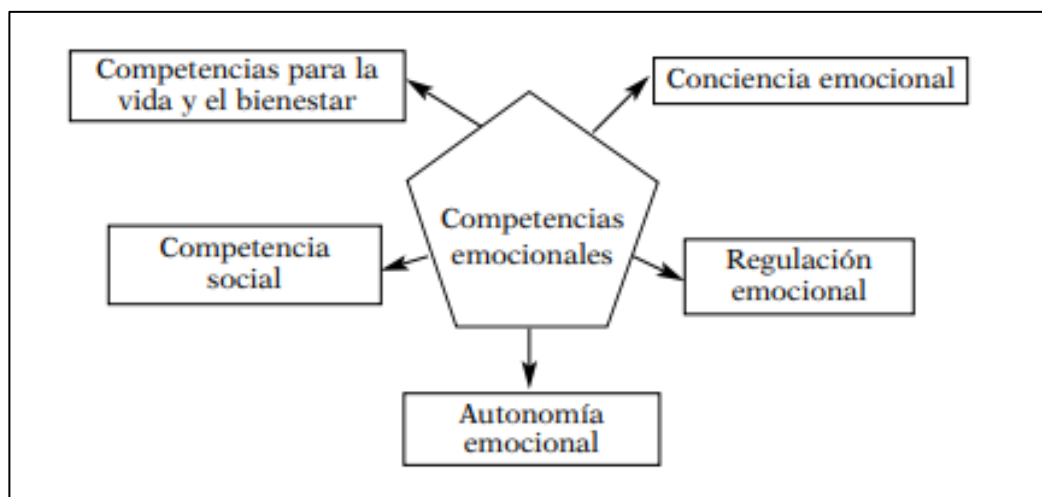 Competencias para la
vida y el bienestar
Conciencia emocional
Competencias
emocionales
Competencia
social
Regulación
emocional
Autonomía
emocional